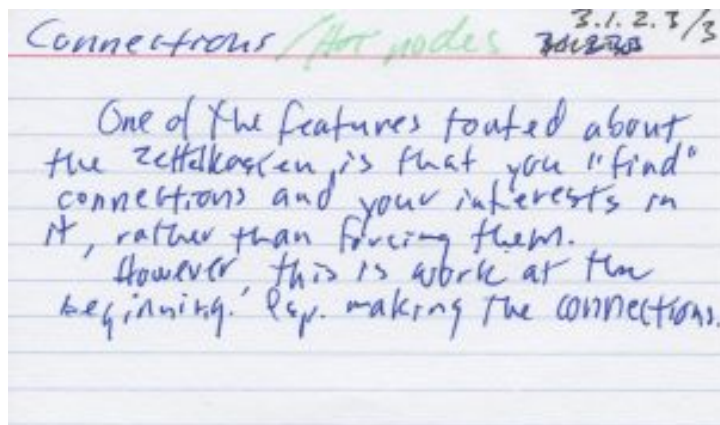 Connections / Hot nodes 3.1.2.3/3
One of the features touted about
the Zettelkasten, is that you "find"
connections and your interests in
it, rather than forcing them.
However, this is work at the
beginning. Esp. making the connections.